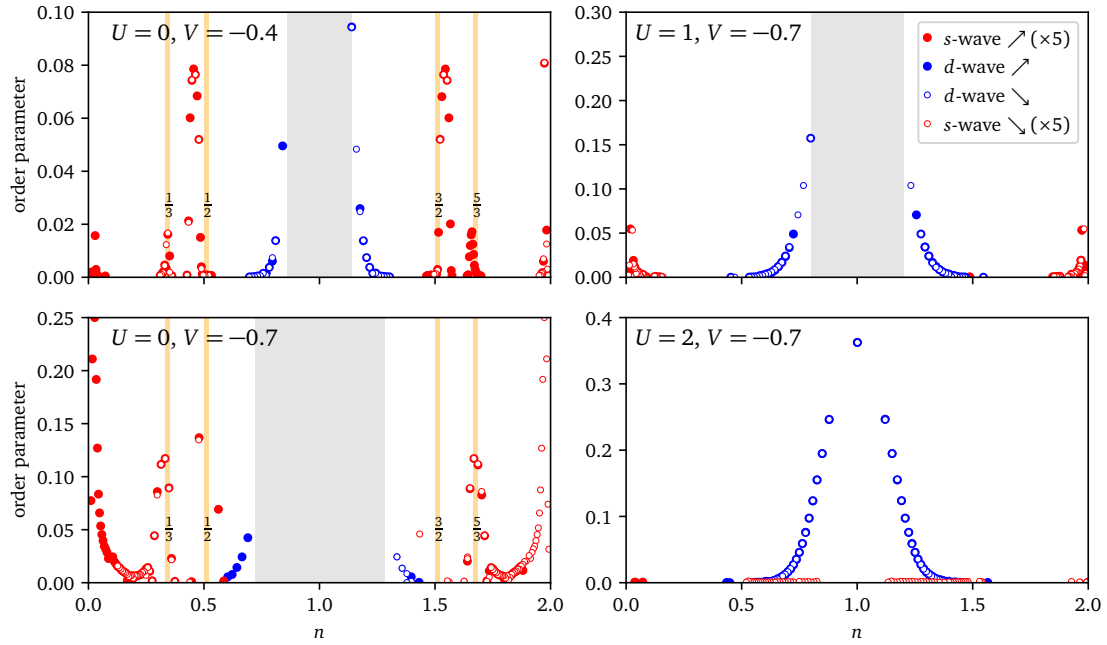 U = 0, V = −0.4
order parameter
0.10
0.08
0.06
0.04
0.02
0.00
1/3
1/2
3/2
5/3
U = 1, V = −0.7
s-wave ↗ (×5)
d-wave ↗
d-wave ↘
s-wave ↘ (×5)
0.30
0.25
0.20
0.15
0.10
0.05
0.00
U = 0, V = −0.7
order parameter
0.25
0.20
0.15
0.10
0.05
0.00
1/3
1/2
3/2
5/3
0.0 0.5 1.0 1.5 2.0
n
U = 2, V = −0.7
0.4
0.3
0.2
0.1
0.0
0.0 0.5 1.0 1.5 2.0
n